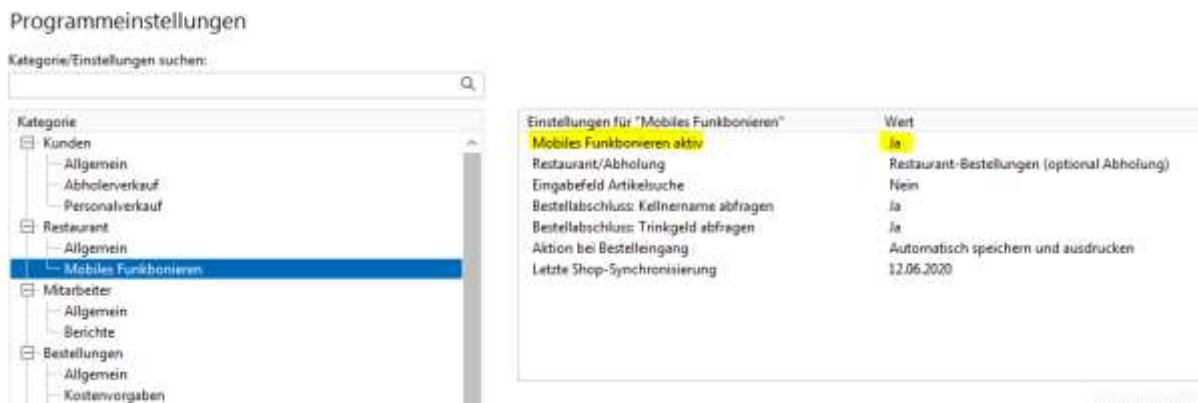 Programmeinstellungen
Kategorie/Einstellungen suchen:
Kategorie
Kunden
Allgemein
Abholerverkauf
Personalverkauf
Restaurant
Allgemein
Mobiles Funkbonieren
Mitarbeiter
Allgemein
Berichte
Bestellungen
Allgemein
Kostenvorgaben
Einstellungen für "Mobiles Funkbonieren" Wert
Mobiles Funkbonieren aktiv Ja
Restaurant/Abholung Restaurant-Bestellungen (optional Abholung)
Eingabefeld Artikelsuche Nein
Bestellabschluss: Kellnername abfragen Ja
Bestellabschluss: Trinkgeld abfragen Ja
Aktion bei Bestelleingang Automatisch speichern und ausdrucken
Letzte Shop-Synchronisierung 12.06.2020